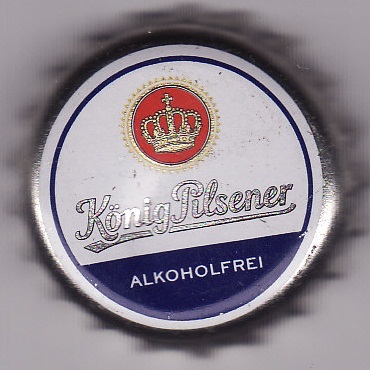 König Pilsener
ALKOHOLFREI